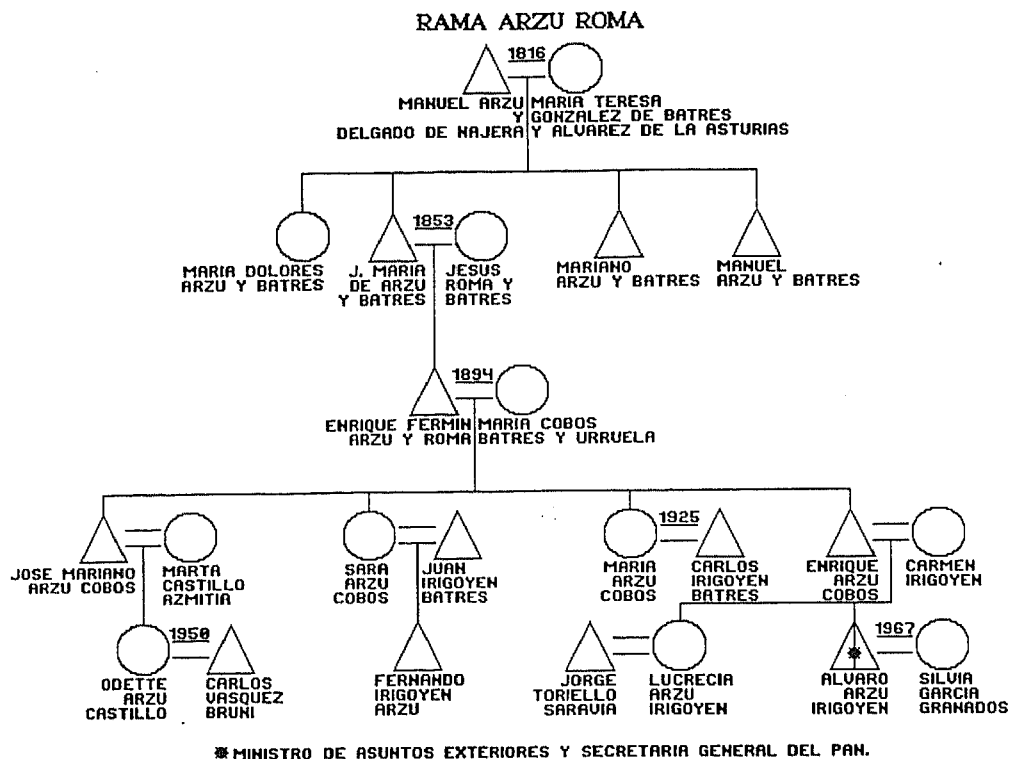 RAMA ARZU ROMA
1816
MANUEL ARZU MARIA TERESA
Y GONZALEZ DE BATRES
DELGADO DE NAJERA Y ALVAREZ DE LA ASTURIAS
MARIA DOLORES
ARZU Y BATRES
1853
J. MARIA
DE ARZU
Y BATRES
JESUS
ROMA Y
BATRES
MARIANO
ARZU Y BATRES
MANUEL
ARZU Y BATRES
1894
ENRIQUE FERMIN MARIA COBOS
ARZU Y ROMA BATRES Y URRUELA
JOSE MARIANO
ARZU COBOS
MARTA
CASTILLO
AZMITIA
SARA
ARZU
COBOS
JUAN
IRIGOYEN
BATRES
1925
MARIA
ARZU
COBOS
CARLOS
IRIGOYEN
BATRES
ENRIQUE
ARZU
COBOS
CARMEN
IRIGOYEN
1950
ODETTE
ARZU
CASTILLO
CARLOS
VASQUEZ
BRUNI
FERNANDO
IRIGOYEN
ARZU
JORGE
TORIELLO
SARAVIA
LUCRECIA
ARZU
IRIGOYEN
1967
ALVARO
ARZU
IRIGOYEN
SILVIA
GARCIA
GRANADOS
※ MINISTRO DE ASUNTOS EXTERIORES Y SECRETARIA GENERAL DEL PAN.